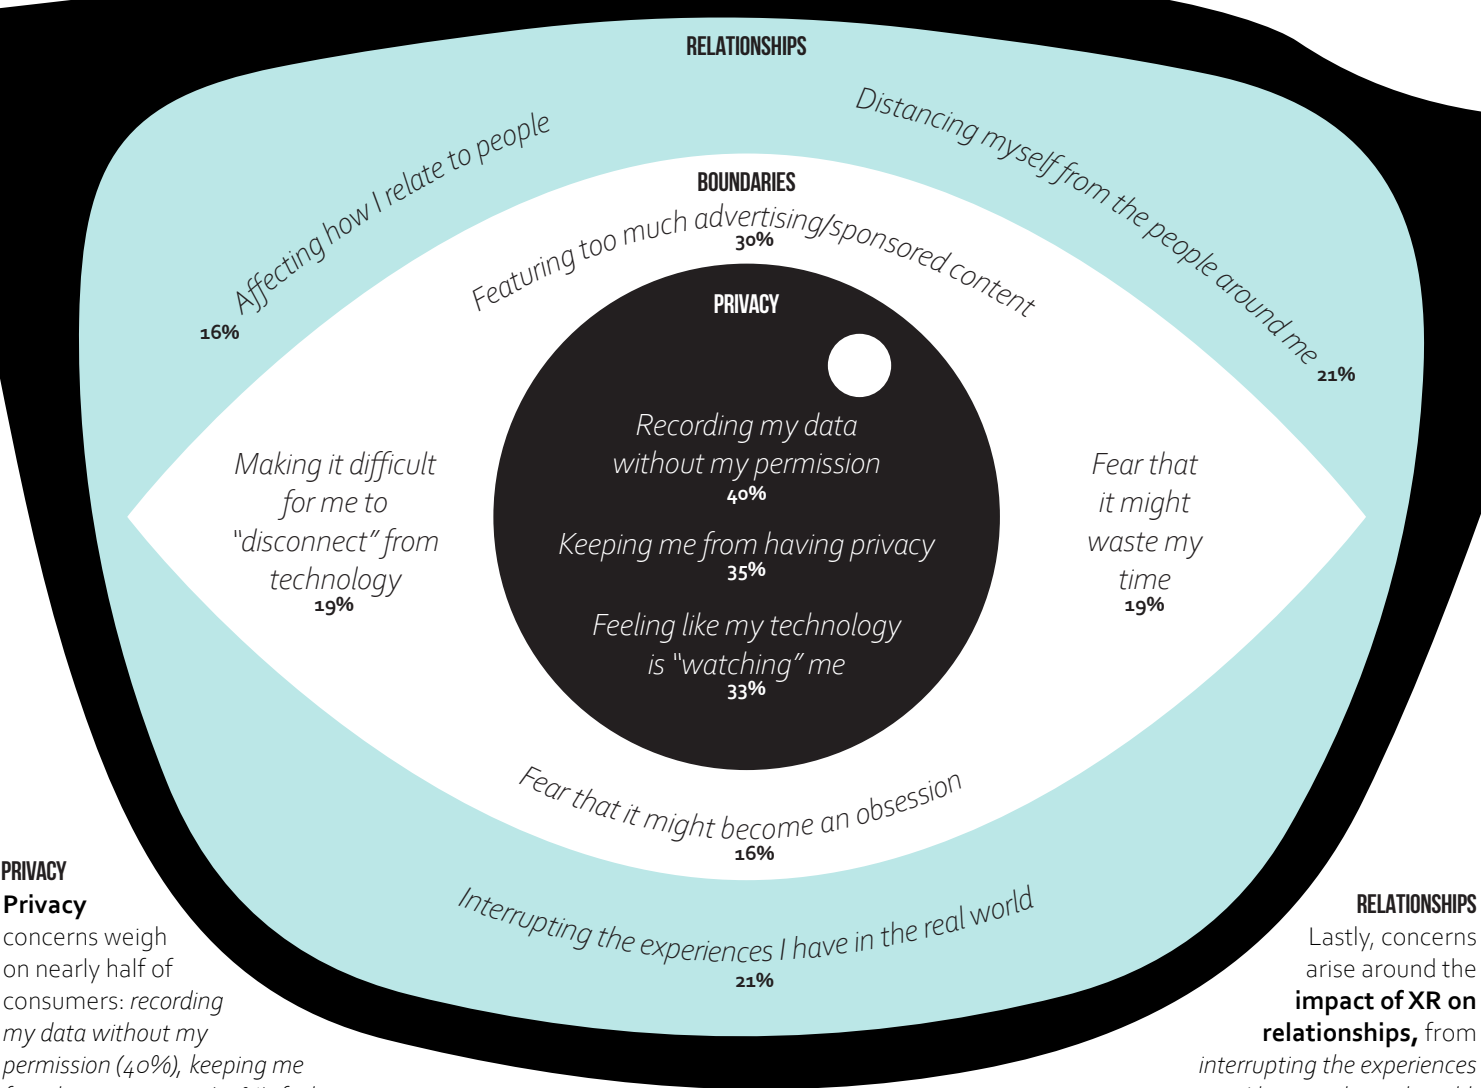 RELATIONSHIPS
Affecting how I relate to people
16%
Distancing myself from the people around me
21%
BOUNDARIES
Featuring too much advertising/sponsored content
30%
PRIVACY
Recording my data
without my permission
40%
Keeping me from having privacy
35%
Feeling like my technology
is “watching” me
33%
Making it difficult
for me to
“disconnect” from
technology
19%
Fear that
it might
waste my
time
19%
Fear that it might become an obsession
16%
Interrupting the experiences I have in the real world
21%
PRIVACY
Privacy
concerns weigh
on nearly half of
consumers: recording
my data without my
permission (40%), keeping me
RELATIONSHIPS
Lastly, concerns
arise around the
impact of XR on
relationships, from
interrupting the experiences